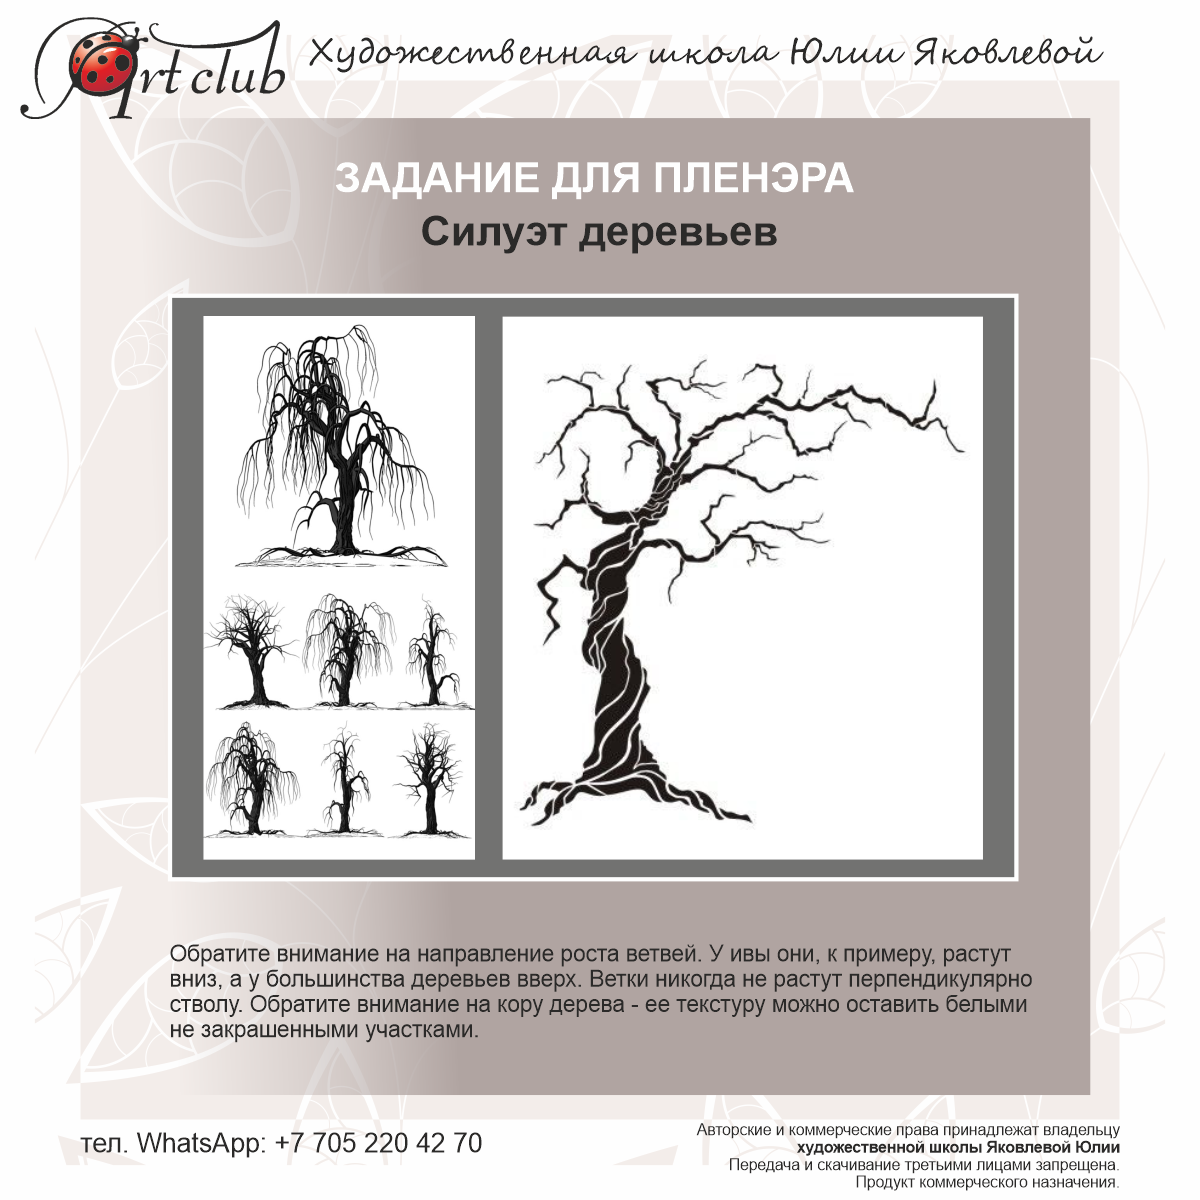 Art club
Художественная школа Юлии Яковлевой
ЗАДАНИЕ ДЛЯ ПЛЕНЭРА
Силуэт деревьев
Обратите внимание на направление роста ветвей. У ивы они, к примеру, растут
вниз, а у большинства деревьев вверх. Ветки никогда не растут перпендикулярно
стволу. Обратите внимание на кору дерева - ее текстуру можно оставить белыми
не закрашенными участками.
тел. WhatsApp: +7 705 220 42 70
Авторские и коммерческие права принадлежат владельцу
художественной школы Яковлевой Юлии
Передача и скачивание третьими лицами запрещена.
Продукт коммерческого назначения.